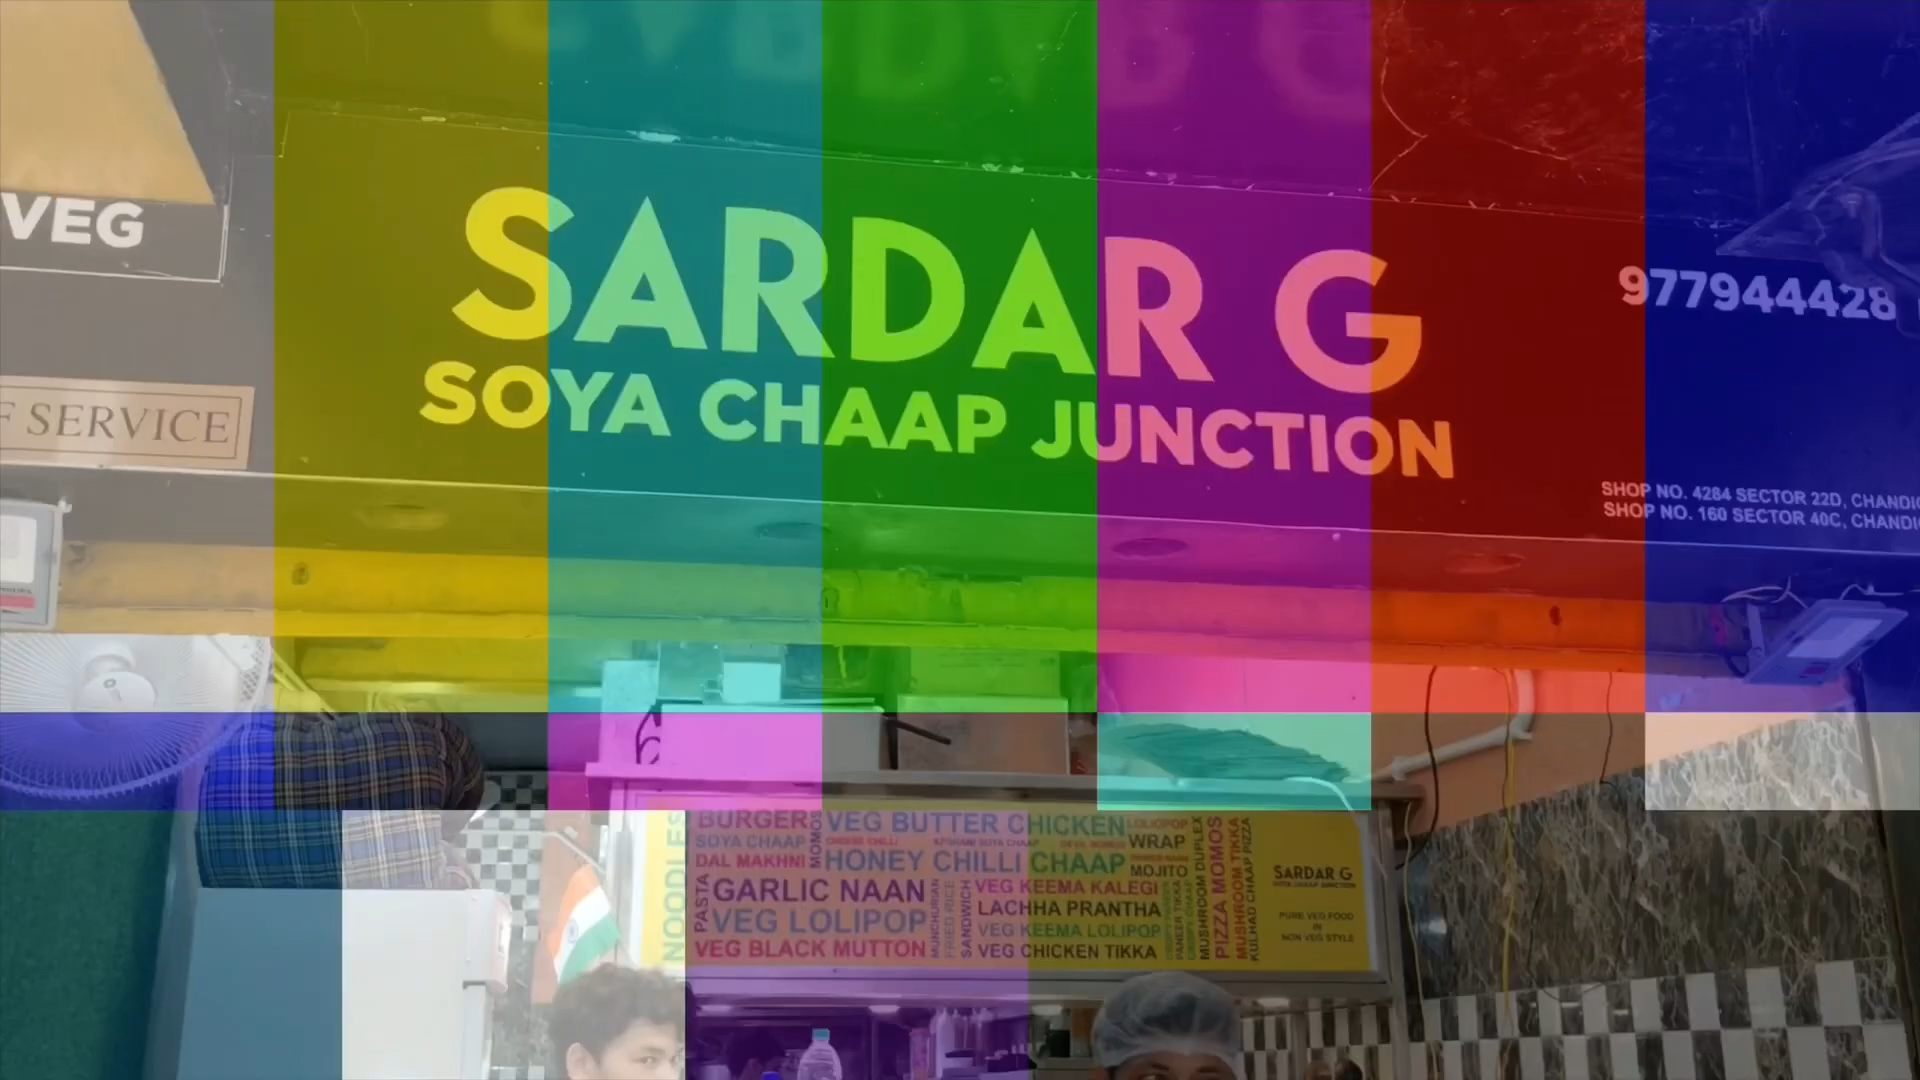 VEG
F SERVICE
SARDAR G
SOYA CHAAP JUNCTION
977944428
SHOP NO. 4284 SECTOR 22D, CHANDIG
SHOP NO. 160 SECTOR 40C, CHANDIG
NOODLES
BURGER
SOYA CHAAP
DAL MAKHNI
MOMOS
VEG BUTTER CHICKEN
LOLIOPOP
WRAP
HONEY CHILLI CHAAP
MOJITO
PASTA
GARLIC NAAN
VEG LOLIPOP
VEG BLACK MUTTON
MUNCHURIAN
FRIED RICE
SANDWICH
VEG KEEMA KALEGI
LACHHA PRANTHA
VEG KEEMA LOLIPOP
VEG CHICKEN TIKKA
PANEER TIKKA
MUSHROOM DUPLEX
PIZZA MOMOS
MUSHROOM TIKKA
KULHAD CHAAP PIZZA
SARDAR G
SOYA CHAAP JUNCTION
PURE VEG FOOD
IN
NON VEG STYLE